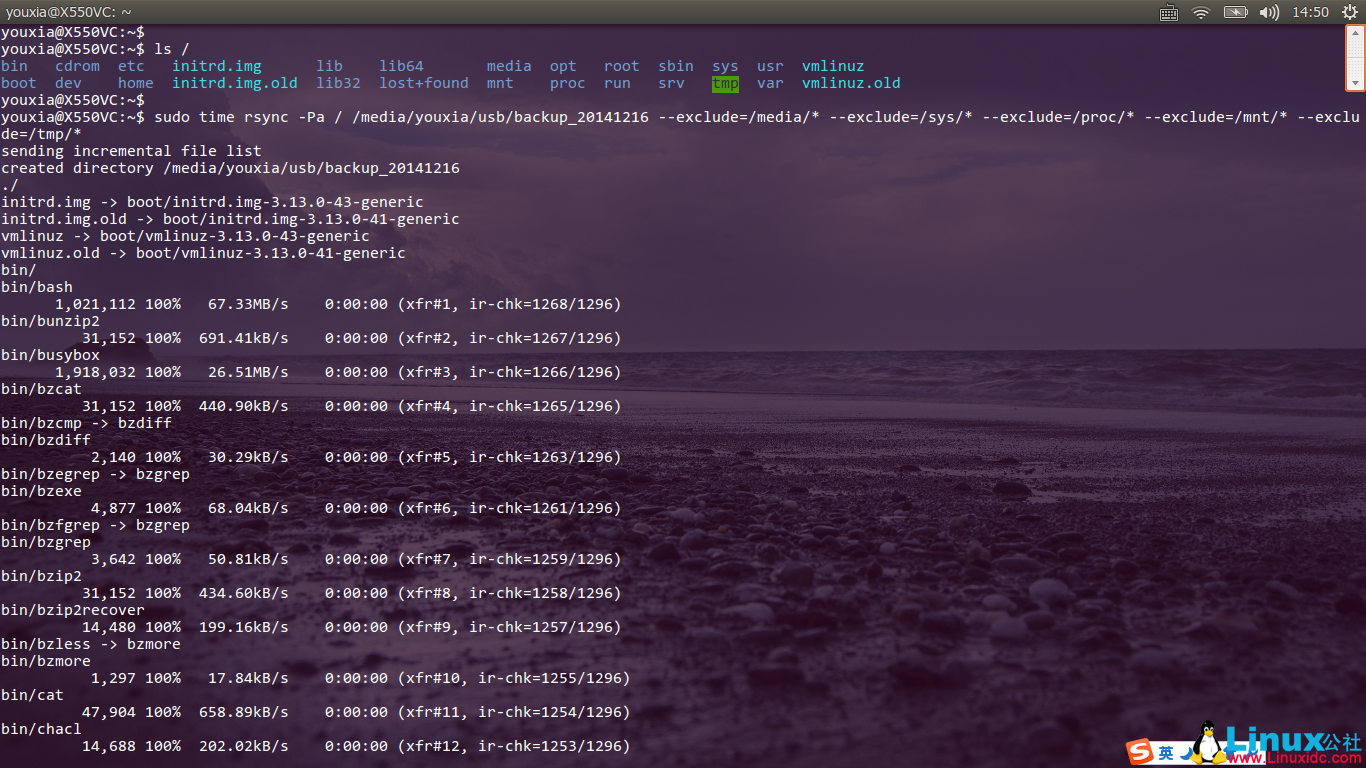 youxia@X550VC: ~
14:50
youxia@X550VC:~$
youxia@X550VC:~$ ls /
bin cdrom etc initrd.img lib lib64 media opt root sbin sys usr vmlinuz
boot dev home initrd.img.old lib32 lost+found mnt proc run srv tmp var vmlinuz.old
youxia@X550VC:~$
youxia@X550VC:~$ sudo time rsync -Pa / /media/youxia/usb/backup_20141216 --exclude=/media/* --exclude=/sys/* --exclude=/proc/* --exclude=/mnt/* --exclu
de=/tmp/*
sending incremental file list
created directory /media/youxia/usb/backup_20141216
./
initrd.img -> boot/initrd.img-3.13.0-43-generic
initrd.img.old -> boot/initrd.img-3.13.0-41-generic
vmlinuz -> boot/vmlinuz-3.13.0-43-generic
vmlinuz.old -> boot/vmlinuz-3.13.0-41-generic
bin/
bin/bash
1,021,112 100% 67.33MB/s 0:00:00 (xfr#1, ir-chk=1268/1296)
bin/bunzip2
31,152 100% 691.41kB/s 0:00:00 (xfr#2, ir-chk=1267/1296)
bin/busybox
1,918,032 100% 26.51MB/s 0:00:00 (xfr#3, ir-chk=1266/1296)
bin/bzcat
31,152 100% 440.90kB/s 0:00:00 (xfr#4, ir-chk=1265/1296)
bin/bzcmp -> bzdiff
bin/bzdiff
2,140 100% 30.29kB/s 0:00:00 (xfr#5, ir-chk=1263/1296)
bin/bzegrep -> bzgrep
bin/bzexe
4,877 100% 68.04kB/s 0:00:00 (xfr#6, ir-chk=1261/1296)
bin/bzfgrep -> bzgrep
bin/bzgrep
3,642 100% 50.81kB/s 0:00:00 (xfr#7, ir-chk=1259/1296)
bin/bzip2
31,152 100% 434.60kB/s 0:00:00 (xfr#8, ir-chk=1258/1296)
bin/bzip2recover
14,480 100% 199.16kB/s 0:00:00 (xfr#9, ir-chk=1257/1296)
bin/bzless -> bzmore
bin/bzmore
1,297 100% 17.84kB/s 0:00:00 (xfr#10, ir-chk=1255/1296)
bin/cat
47,904 100% 658.89kB/s 0:00:00 (xfr#11, ir-chk=1254/1296)
bin/chacl
14,688 100% 202.02kB/s 0:00:00 (xfr#12, ir-chk=1253/1296)
S 英 Linux公社
www.Linuxidc.com